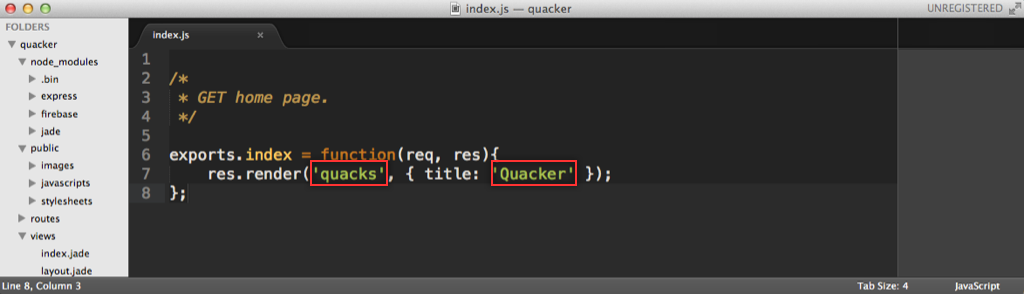 index.js — quacker
UNREGISTERED
FOLDERS
quacker
node_modules
.bin
express
firebase
jade
public
images
javascripts
stylesheets
routes
views
index.jade
layout.jade
index.js ×
1
2 /*
3 * GET home page.
4 */
5
6 exports.index = function(req, res){
7 res.render('quacks', { title: 'Quacker' });
8 };
Line 8, Column 3
Tab Size: 4
JavaScript